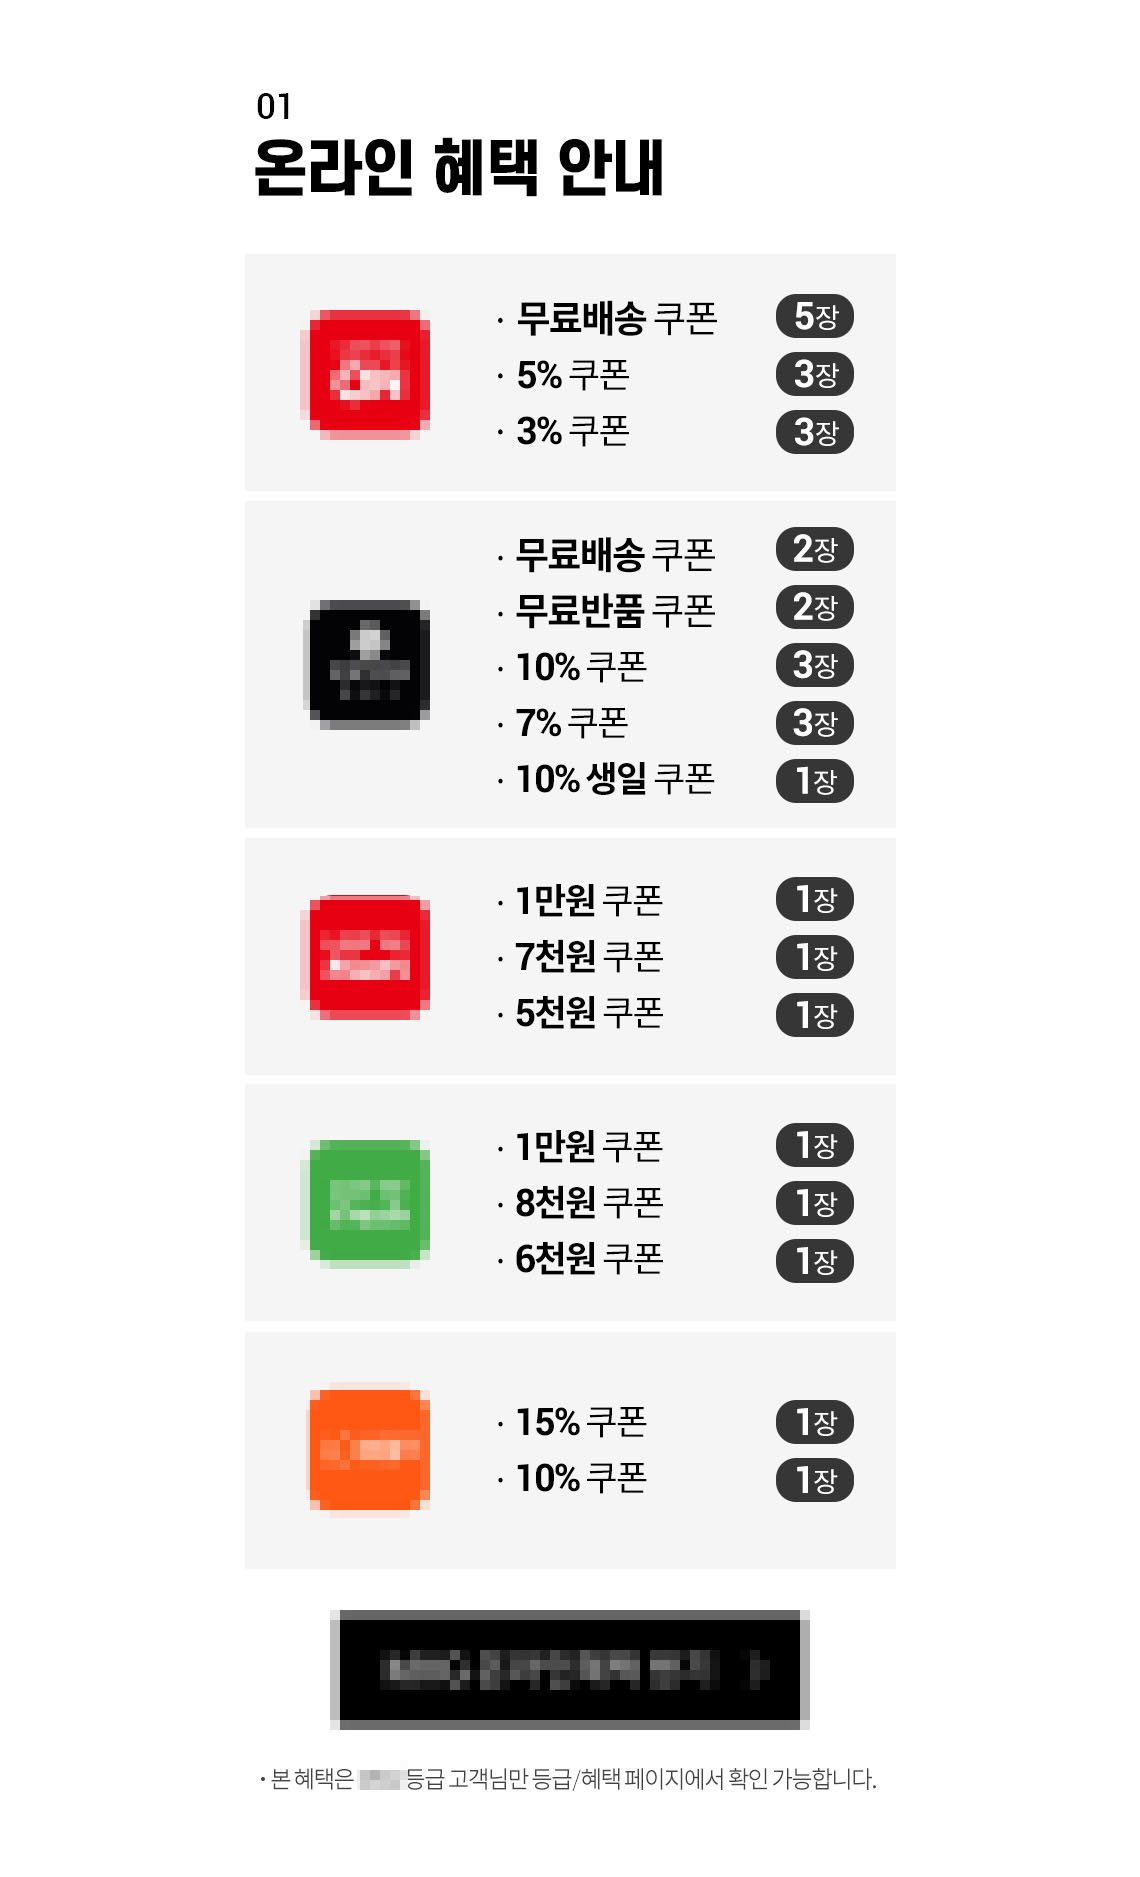 01
온라인 혜택 안내
· 무료배송 쿠폰 5장
· 5% 쿠폰 3장
· 3% 쿠폰 3장
· 무료배송 쿠폰 2장
· 무료반품 쿠폰 2장
· 10% 쿠폰 3장
· 7% 쿠폰 3장
· 10% 생일 쿠폰 1장
· 1만원 쿠폰 1장
· 7천원 쿠폰 1장
· 5천원 쿠폰 1장
· 1만원 쿠폰 1장
· 8천원 쿠폰 1장
· 6천원 쿠폰 1장
· 15% 쿠폰 1장
· 10% 쿠폰 1장
· 본 혜택은 등급 고객님만 등급/혜택 페이지에서 확인 가능합니다.